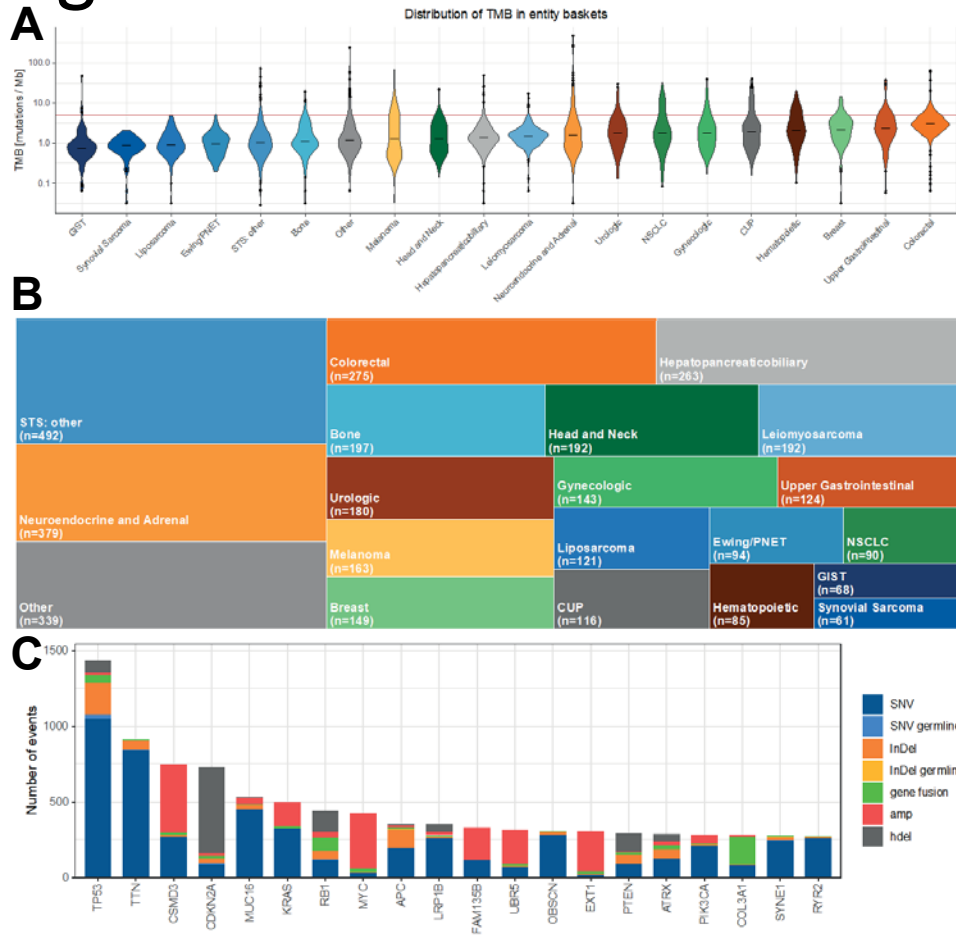 A
Distribution of TMB in entity baskets
TMB [mutations / Mb]
100.0
10.0
1.0
0.1
GIST
Synovial Sarcoma
Liposarcoma
Ewing/PNET
STS: other
Bone
Other
Melanoma
Head and Neck
Hepatopancreaticobiliary
Leiomyosarcoma
Neuroendocrine and Adrenal
Urologic
NSCLC
Gynecologic
CUP
Hematopoietic
Breast
Upper Gastrointestinal
Colorectal
B
STS: other
(n=492)
Neuroendocrine and Adrenal
(n=379)
Other
(n=339)
Colorectal
(n=275)
Hepatopancreaticobiliary
(n=263)
Bone
(n=197)
Head and Neck
(n=192)
Leiomyosarcoma
(n=192)
Urologic
(n=180)
Melanoma
(n=163)
Breast
(n=149)
Gynecologic
(n=143)
Upper Gastrointestinal
(n=124)
Liposarcoma
(n=121)
CUP
(n=116)
Ewing/PNET
(n=94)
NSCLC
(n=90)
Hematopoietic
(n=85)
GIST
(n=68)
Synovial Sarcoma
(n=61)
C
Number of events
1500
1000
500
0
TP53
TTN
CSMD3
CDKN2A
MUC16
KRAS
RB1
MYC
APC
LRP1B
FAM135B
UBR5
OBSCN
EXT1
PTEN
ATRX
PIK3CA
COL3A1
SYNE1
RYR2
SNV
SNV germline
InDel
InDel germline
gene fusion
amp
hdel